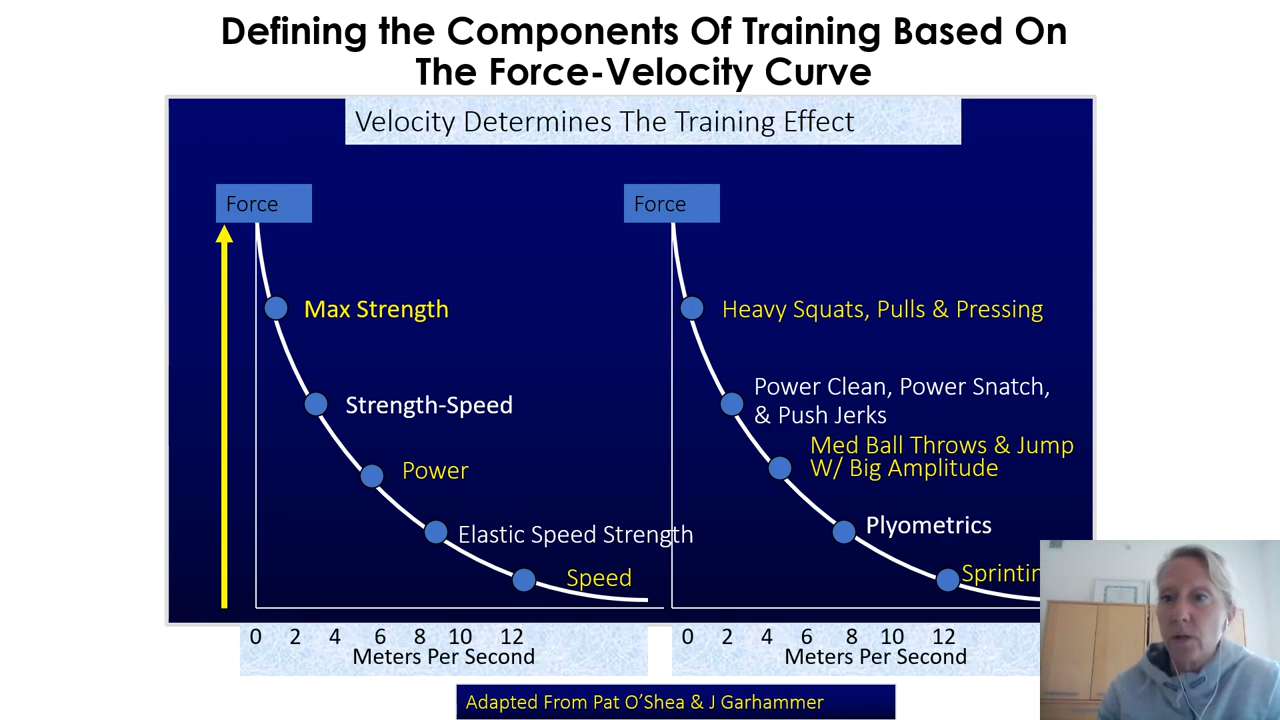 Defining the Components Of Training Based On
The Force-Velocity Curve
Velocity Determines The Training Effect
Force
Max Strength
Strength-Speed
Power
Elastic Speed Strength
Speed
0 2 4 6 8 10 12
Meters Per Second
Force
Heavy Squats, Pulls & Pressing
Power Clean, Power Snatch,
& Push Jerks
Med Ball Throws & Jump
W/ Big Amplitude
Plyometrics
Sprintin
0 2 4 6 8 10 12
Meters Per Second
Adapted From Pat O’Shea & J Garhammer